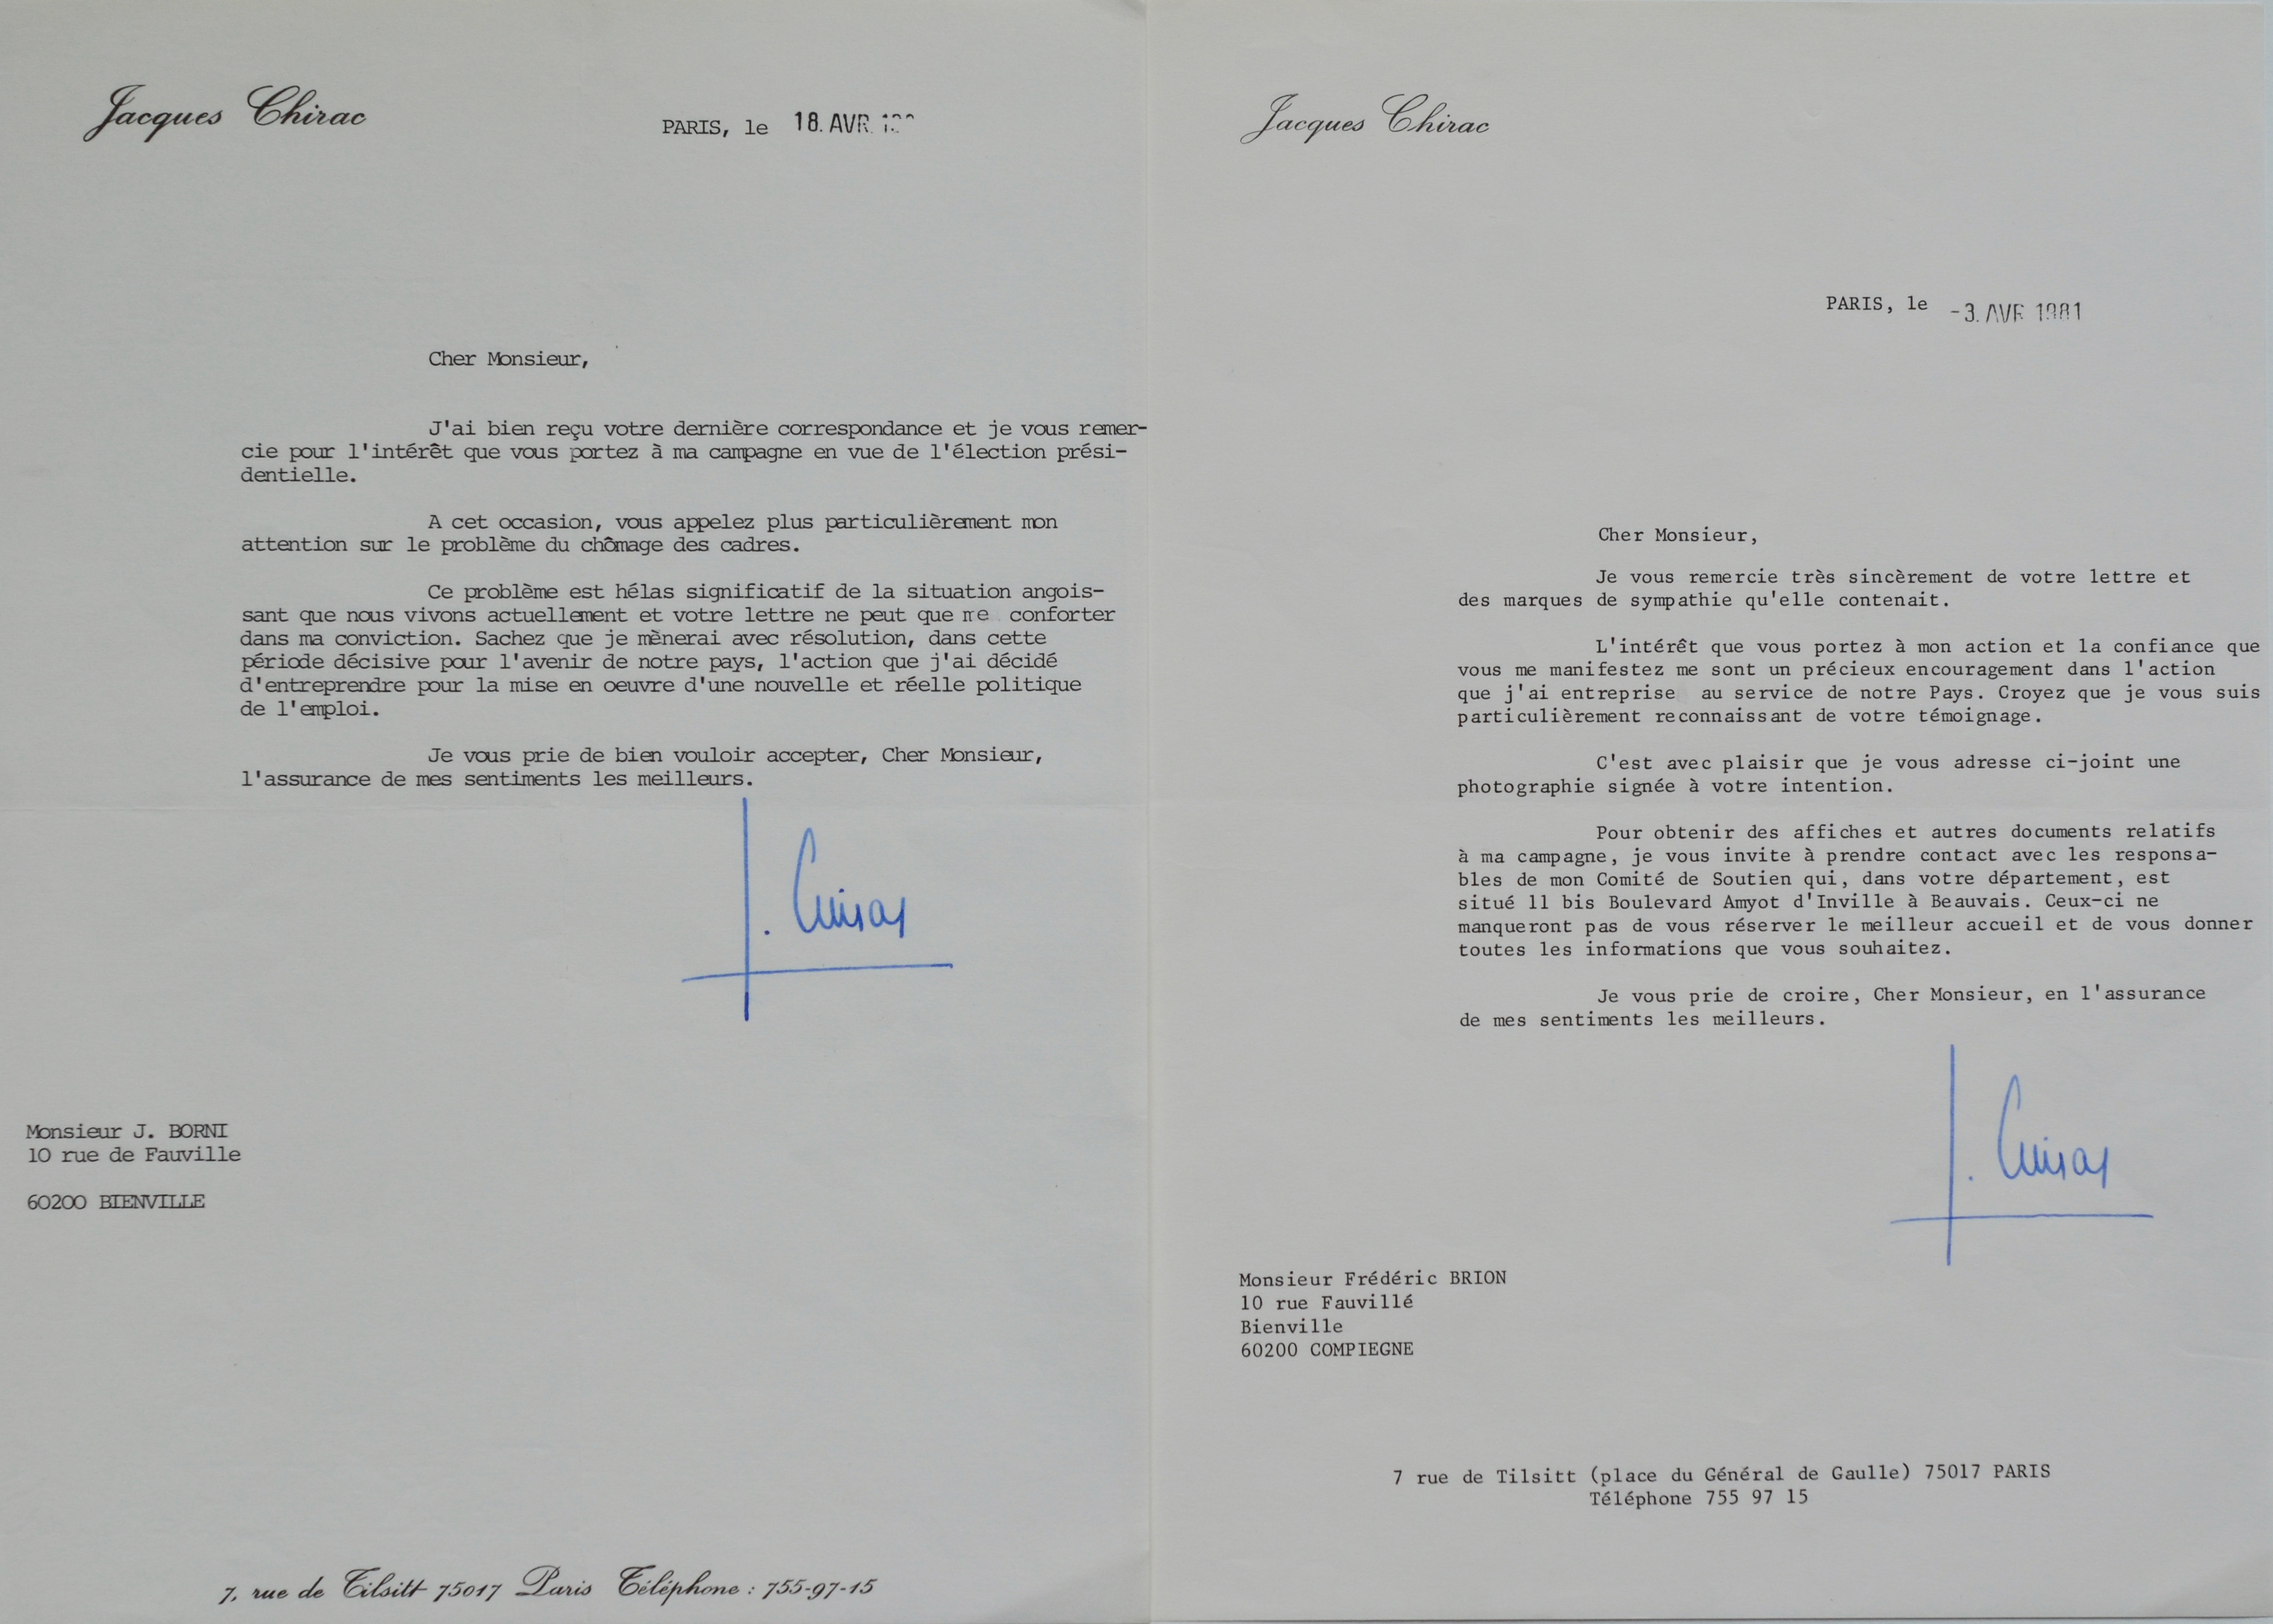 Jacques Chirac
PARIS, le 18. AVR.
Cher Monsieur,
J'ai bien reçu votre dernière correspondance et je vous remer-
cie pour l'intérêt que vous portez à ma campagne en vue de l'élection prési-
dentielle.
A cet occasion, vous appelez plus particulièrement mon
attention sur le problème du chômage des cadres.
Ce problème est hélas significatif de la situation angois-
sant que nous vivons actuellement et votre lettre ne peut que me conforter
dans ma conviction. Sachez que je mènerai avec résolution, dans cette
période décisive pour l'avenir de notre pays, l'action que j'ai décidé
d'entreprendre pour la mise en oeuvre d'une nouvelle et réelle politique
de l'emploi.
Je vous prie de bien vouloir accepter, Cher Monsieur,
l'assurance de mes sentiments les meilleurs.
J. Chirac
Monsieur J. BORNI
10 rue de Fauville
60200 BIENVILLE
7, rue de Tilsitt 75017 Paris Téléphone : 755-97-15
Jacques Chirac
PARIS, le -3. AVR 1981
Cher Monsieur,
Je vous remercie très sincèrement de votre lettre et
des marques de sympathie qu'elle contenait.
L'intérêt que vous portez à mon action et la confiance que
vous me manifestez me sont un précieux encouragement dans l'action
que j'ai entreprise au service de notre Pays. Croyez que je vous suis
particulièrement reconnaissant de votre témoignage.
C'est avec plaisir que je vous adresse ci-joint une
photographie signée à votre intention.
Pour obtenir des affiches et autres documents relatifs
à ma campagne, je vous invite à prendre contact avec les responsa-
bles de mon Comité de Soutien qui, dans votre département, est
situé 11 bis Boulevard Amyot d'Inville à Beauvais. Ceux-ci ne
manqueront pas de vous réserver le meilleur accueil et de vous donner
toutes les informations que vous souhaitez.
Je vous prie de croire, Cher Monsieur, en l'assurance
de mes sentiments les meilleurs.
J. Chirac
Monsieur Frédéric BRION
10 rue Fauvillé
Bienville
60200 COMPIEGNE
7 rue de Tilsitt (place du Général de Gaulle) 75017 PARIS
Téléphone 755 97 15